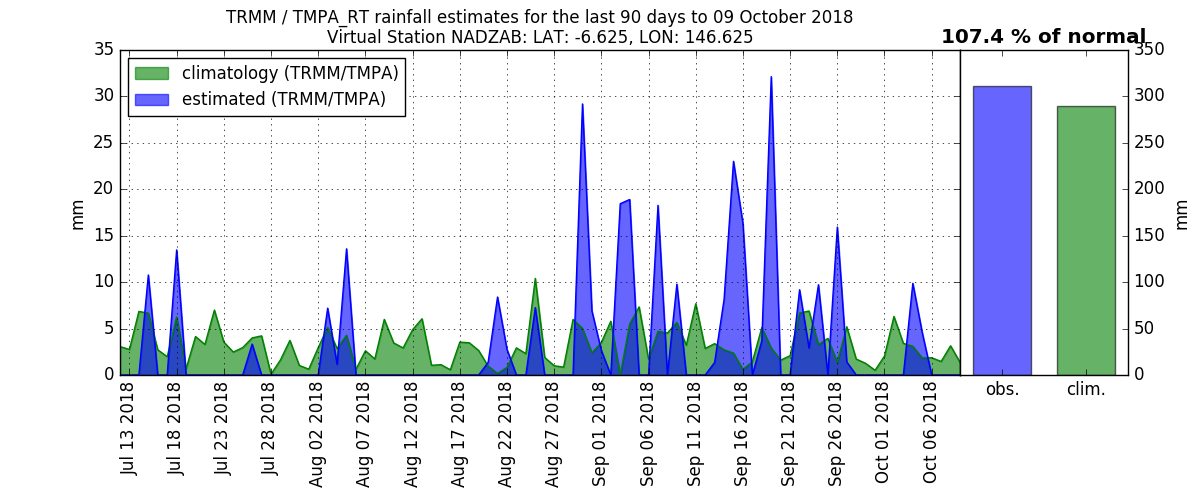 TRMM / TMPA_RT rainfall estimates for the last 90 days to 09 October 2018
Virtual Station NADZAB: LAT: -6.625, LON: 146.625
107.4 % of normal
climatology (TRMM/TMPA)
estimated (TRMM/TMPA)
mm
35
30
25
20
15
10
5
0
350
300
250
200
150
100
50
0
mm
Jul 13 2018
Jul 18 2018
Jul 23 2018
Jul 28 2018
Aug 02 2018
Aug 07 2018
Aug 12 2018
Aug 17 2018
Aug 22 2018
Aug 27 2018
Sep 01 2018
Sep 06 2018
Sep 11 2018
Sep 16 2018
Sep 21 2018
Sep 26 2018
Oct 01 2018
Oct 06 2018
obs.
clim.